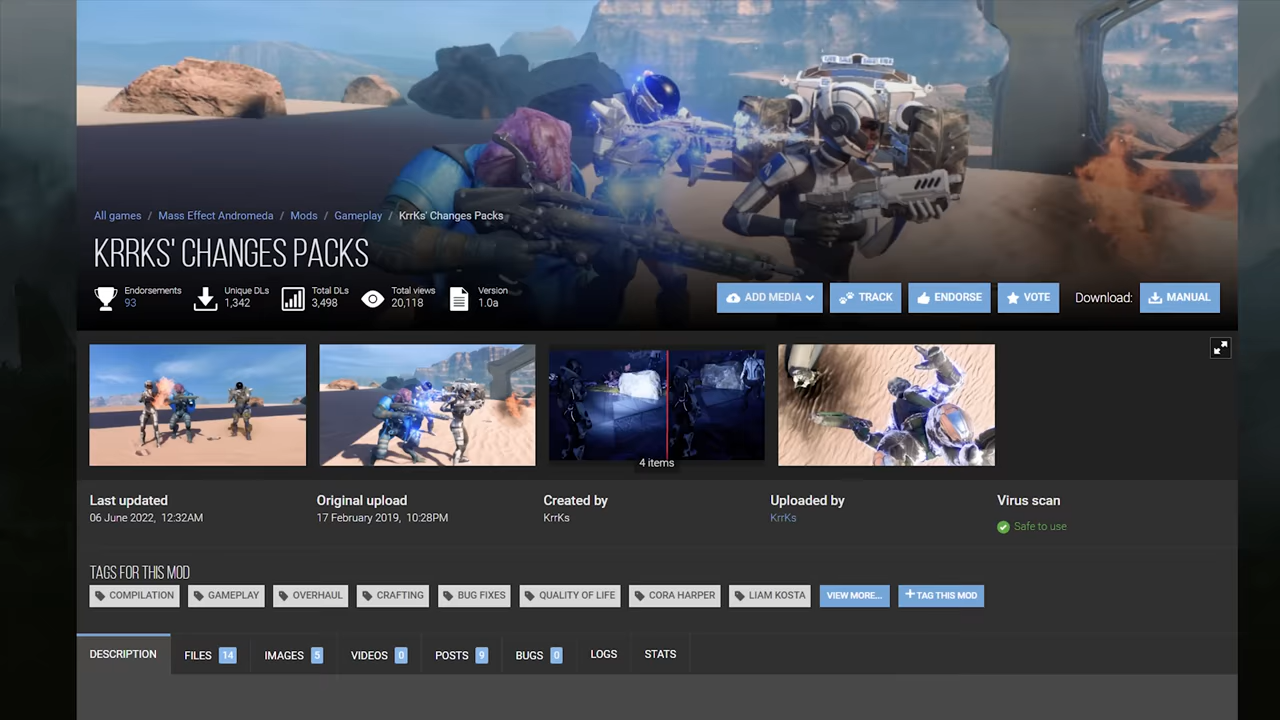 All games / Mass Effect Andromeda / Mods / Gameplay / KrrKs' Changes Packs
KRRKS' CHANGES PACKS
Endorsements
93
Unique DLs
1,342
Total DLs
3,498
Total views
20,118
Version
1.0a
ADD MEDIA
TRACK
ENDORSE
VOTE
Download:
MANUAL
4 items
Last updated
06 June 2022, 12:32AM
Original upload
17 February 2019, 10:28PM
Created by
KrrKs
Uploaded by
KrrKs
Virus scan
Safe to use
TAGS FOR THIS MOD
COMPILATION
GAMEPLAY
OVERHAUL
CRAFTING
BUG FIXES
QUALITY OF LIFE
CORA HARPER
LIAM KOSTA
VIEW MORE...
+ TAG THIS MOD
DESCRIPTION
FILES 14
IMAGES 5
VIDEOS 0
POSTS 9
BUGS 0
LOGS
STATS